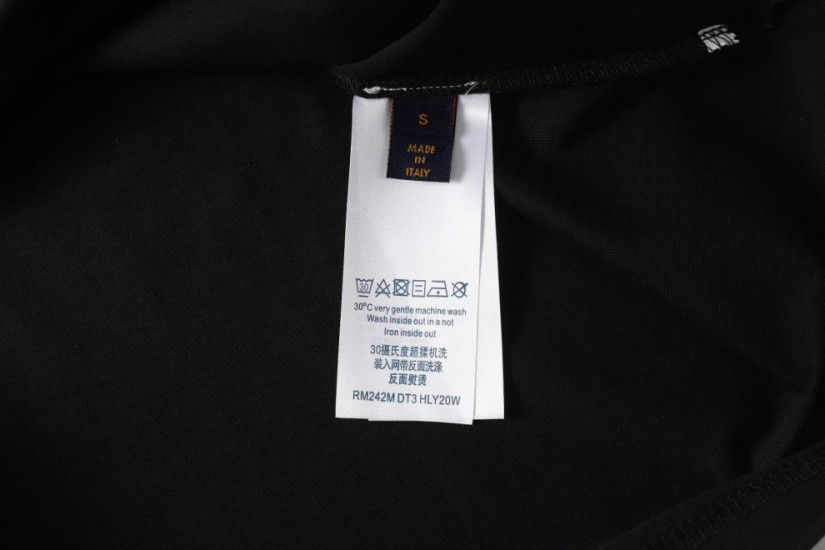 S
MADE
IN
ITALY
30
30°C very gentle machine wash
Wash inside out in a not
Iron inside out
30摄氏度超揉机洗
装入网带反面洗涤
反面熨烫
RM242M DT3 HLY20W